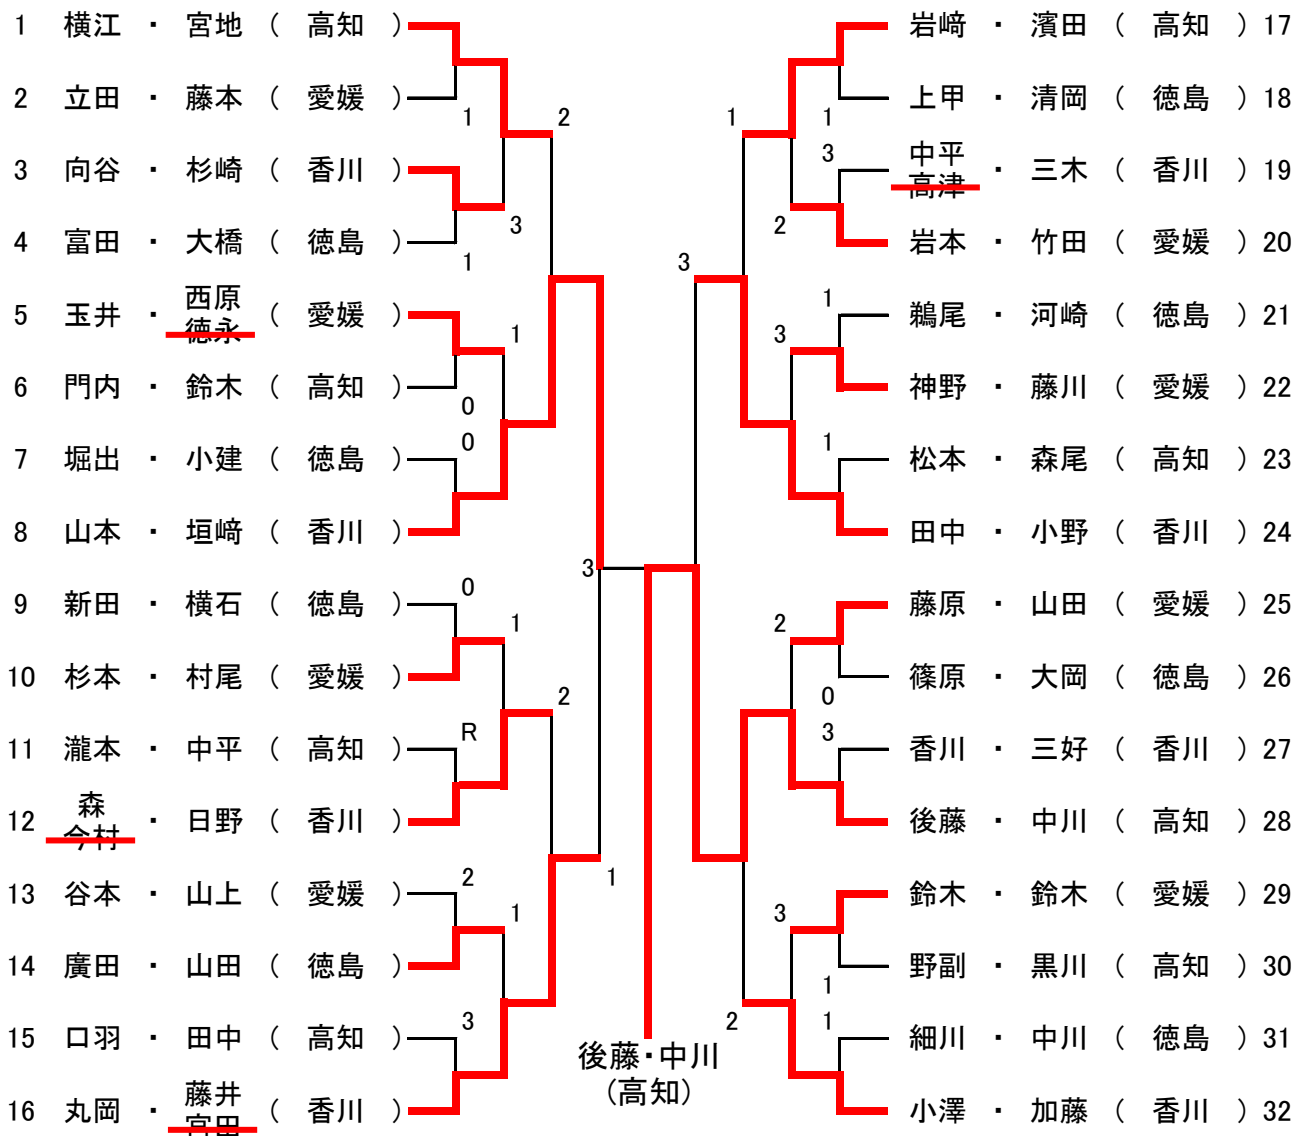 1 横江 ・ 宮地 ( 高知 )
2 立田 ・ 藤本 ( 愛媛 )
1
2
3 向谷 ・ 杉崎 ( 香川 )
3
4 富田 ・ 大橋 ( 徳島 )
1
西原
5 玉井 ・ 徳永 ( 愛媛 )
1
6 門内 ・ 鈴木 ( 高知 )
0
0
7 堀出 ・ 小建 ( 徳島 )
8 山本 ・ 垣﨑 ( 香川 )
3
9 新田 ・ 横石 ( 徳島 )
0
1
10 杉本 ・ 村尾 ( 愛媛 )
2
11 瀧本 ・ 中平 ( 高知 )
R
森
12 今村 ・ 日野 ( 香川 )
13 谷本 ・ 山上 ( 愛媛 )
2
1
1
14 廣田 ・ 山田 ( 徳島 )
15 口羽 ・ 田中 ( 高知 )
3
藤井
16 丸岡 ・ 宮田 ( 香川 )
岩﨑 ・ 濱田 ( 高知 ) 17
上甲 ・ 清岡 ( 徳島 ) 18
1
1
3
中平
高津 ・ 三木 ( 香川 ) 19
2
岩本 ・ 竹田 ( 愛媛 ) 20
3
1
鵜尾 ・ 河崎 ( 徳島 ) 21
3
神野 ・ 藤川 ( 愛媛 ) 22
1
松本 ・ 森尾 ( 高知 ) 23
田中 ・ 小野 ( 香川 ) 24
藤原 ・ 山田 ( 愛媛 ) 25
2
篠原 ・ 大岡 ( 徳島 ) 26
0
3
香川 ・ 三好 ( 香川 ) 27
後藤 ・ 中川 ( 高知 ) 28
鈴木 ・ 鈴木 ( 愛媛 ) 29
3
野副 ・ 黒川 ( 高知 ) 30
1
2
1
細川 ・ 中川 ( 徳島 ) 31
小澤 ・ 加藤 ( 香川 ) 32
後藤・中川
(高知)